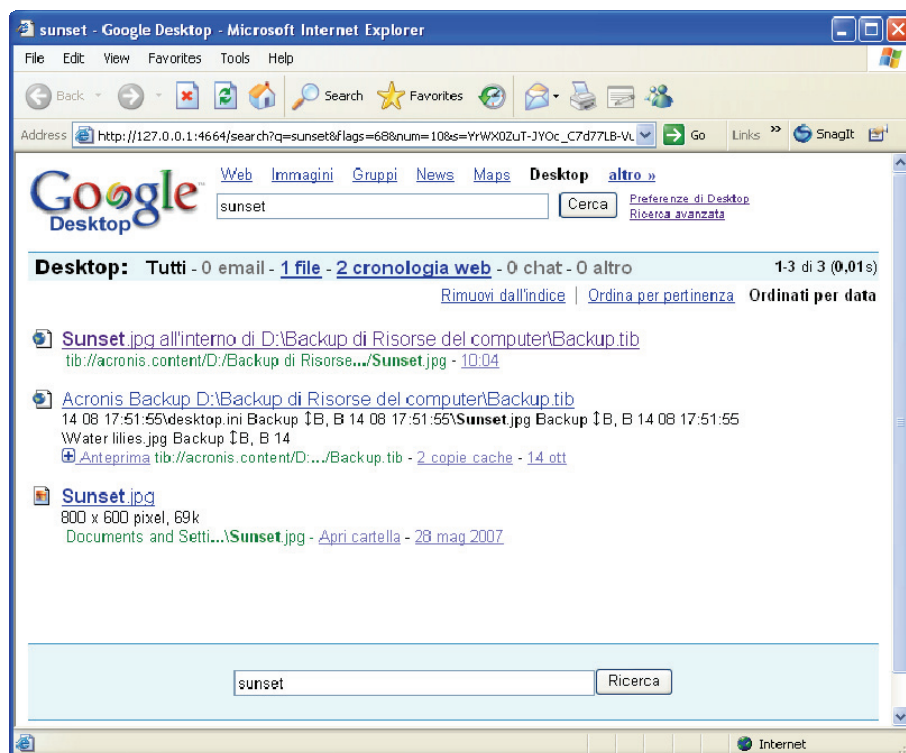 sunset - Google Desktop - Microsoft Internet Explorer
File Edit View Favorites Tools Help
Back Search Favorites
Address http://127.0.0.1:4664/search?q=sunset&flags=68&num=10&s=YrWX0ZuT-JYOc_C7d77LB-Vu Go Links » SnagIt
Web Immagini Gruppi News Maps Desktop altro »
Google Desktop
sunset Cerca Preferenze di Desktop
Ricerca avanzata
Desktop: Tutti - 0 email - 1 file - 2 cronologia web - 0 chat - 0 altro 1-3 di 3 (0,01s)
Rimuovi dall'indice | Ordina per pertinenza Ordinati per data
Sunset.jpg all'interno di D:\Backup di Risorse del computer\Backup.tib
tib://acronis.content/D:/Backup di Risorse.../Sunset.jpg - 10:04
Acronis Backup D:\Backup di Risorse del computer\Backup.tib
14 08 17:51:55\desktop.ini Backup ↕B, B 14 08 17:51:55\Sunset.jpg Backup ↕B, B 14 08 17:51:55
\Water lilies.jpg Backup ↕B, B 14
Anteprima tib://acronis.content/D:.../Backup.tib - 2 copie cache - 14 ott
Sunset.jpg
800 x 600 pixel, 69k
Documents and Setti...\Sunset.jpg - Apri cartella - 28 mag 2007
sunset Ricerca
Internet